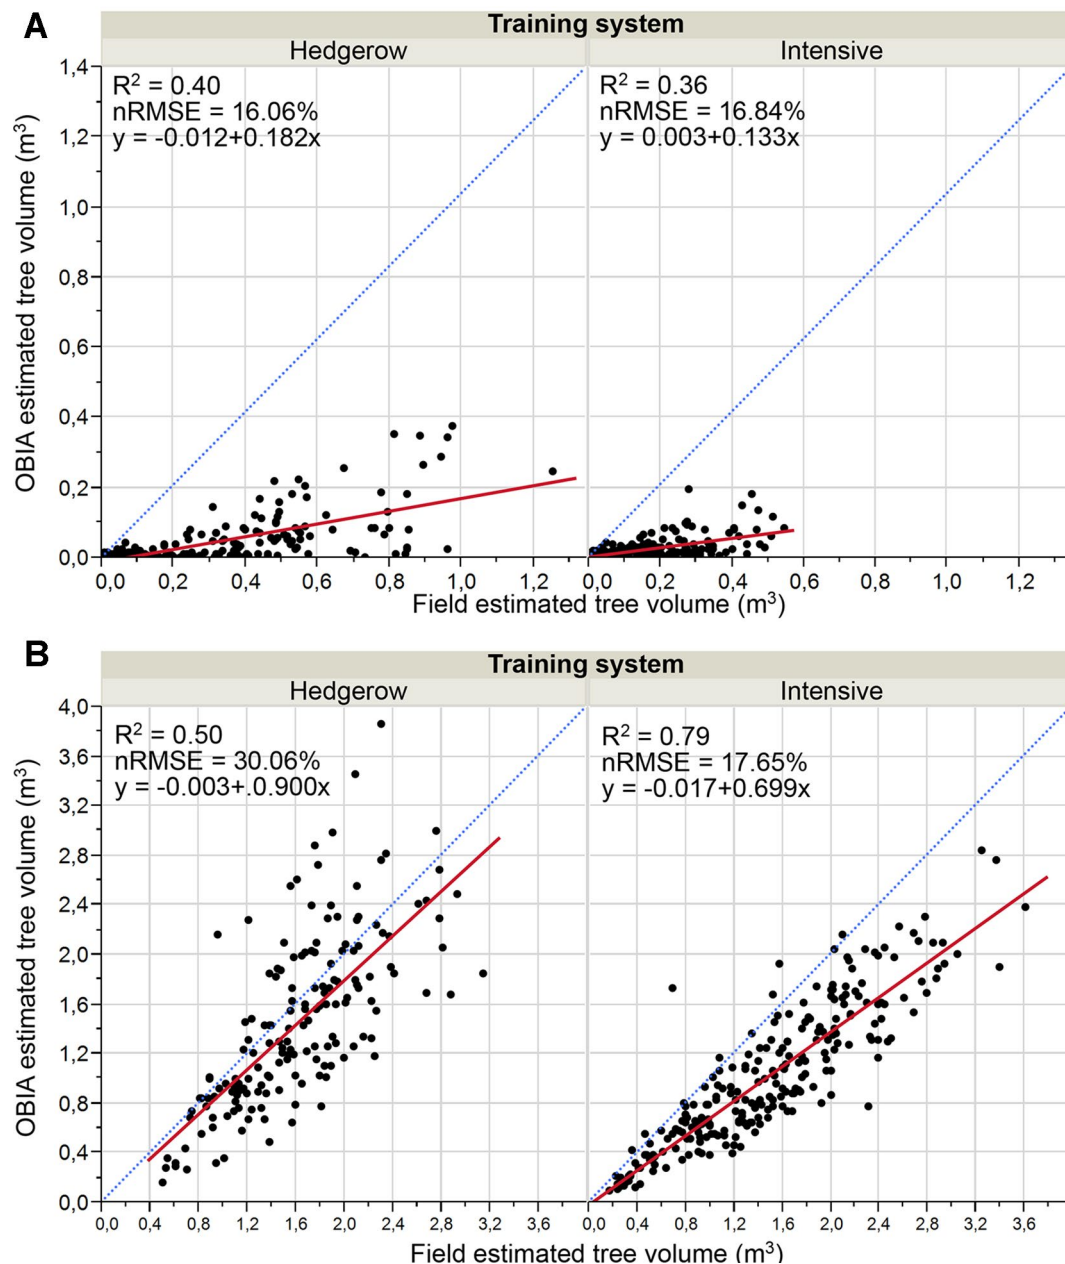 A
Training system
Hedgerow
Intensive
R² = 0.40
nRMSE = 16.06%
y = -0.012+0.182x
R² = 0.36
nRMSE = 16.84%
y = 0.003+0.133x
OBIA estimated tree volume (m³)
1,4
1,2
1,0
0,8
0,6
0,4
0,2
0,0
0,0 0,2 0,4 0,6 0,8 1,0 1,2
0,0 0,2 0,4 0,6 0,8 1,0 1,2
Field estimated tree volume (m³)
B
Training system
Hedgerow
Intensive
R² = 0.50
nRMSE = 30.06%
y = -0.003+.0.900x
R² = 0.79
nRMSE = 17.65%
y = -0.017+0.699x
OBIA estimated tree volume (m³)
4,0
3,6
3,2
2,8
2,4
2,0
1,6
1,2
0,8
0,4
0,0
0,0 0,4 0,8 1,2 1,6 2,0 2,4 2,8 3,2 3,6
0,0 0,4 0,8 1,2 1,6 2,0 2,4 2,8 3,2 3,6
Field estimated tree volume (m³)